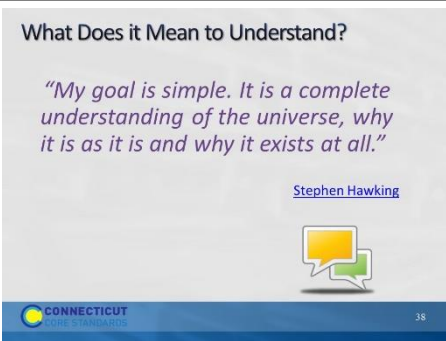 What Does it Mean to Understand?
“My goal is simple. It is a complete
understanding of the universe, why
it is as it is and why it exists at all.”
Stephen Hawking
CONNECTICUT
CORE STANDARDS
38